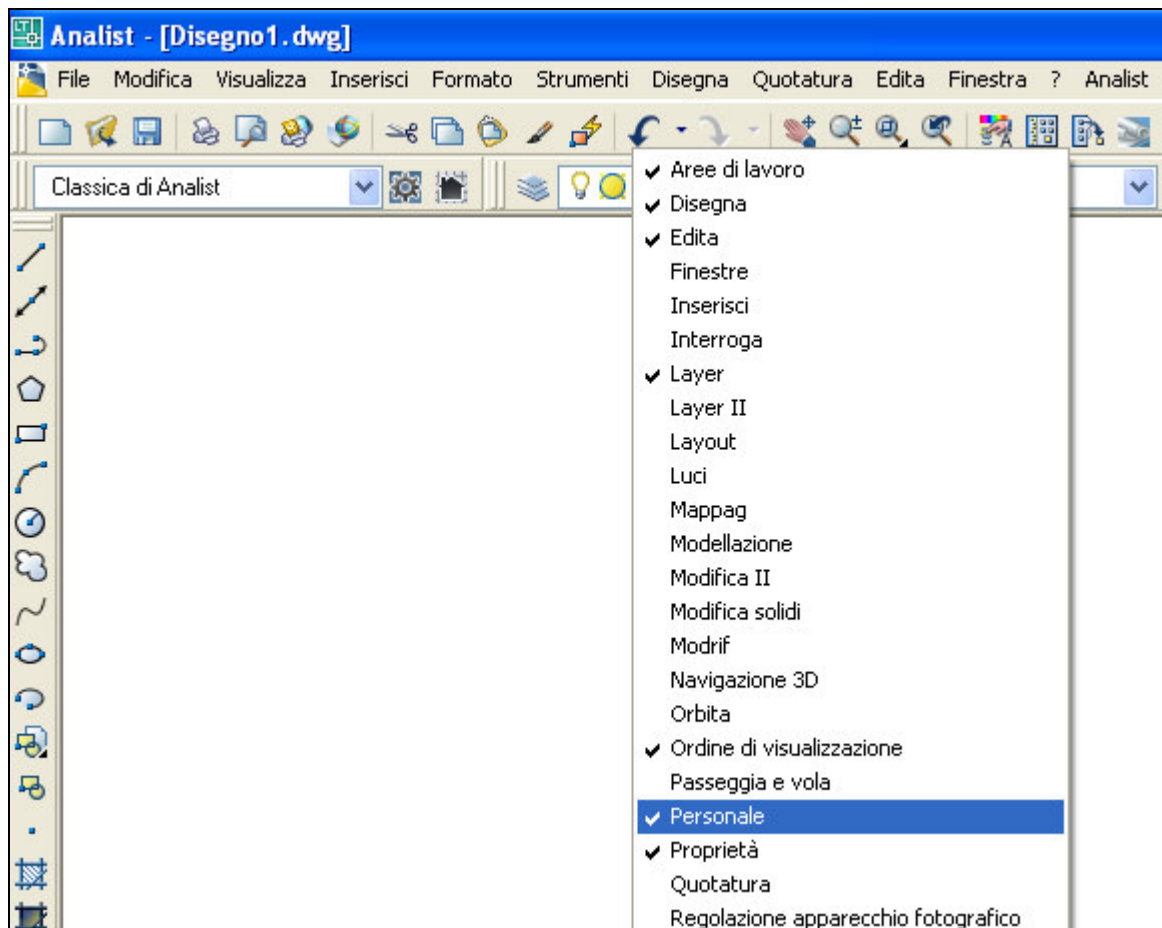 Analist - [Disegno1.dwg]
File Modifica Visualizza Inserisci Formato Strumenti Disegna Quotatura Edita Finestra ? Analist
Classica di Analist
Aree di lavoro
Disegna
Edita
Finestre
Inserisci
Interroga
Layer
Layer II
Layout
Luci
Mappag
Modellazione
Modifica II
Modifica solidi
Modrif
Navigazione 3D
Orbita
Ordine di visualizzazione
Passeggia e vola
Personale
Proprietà
Quotatura
Regolazione apparecchio fotografico